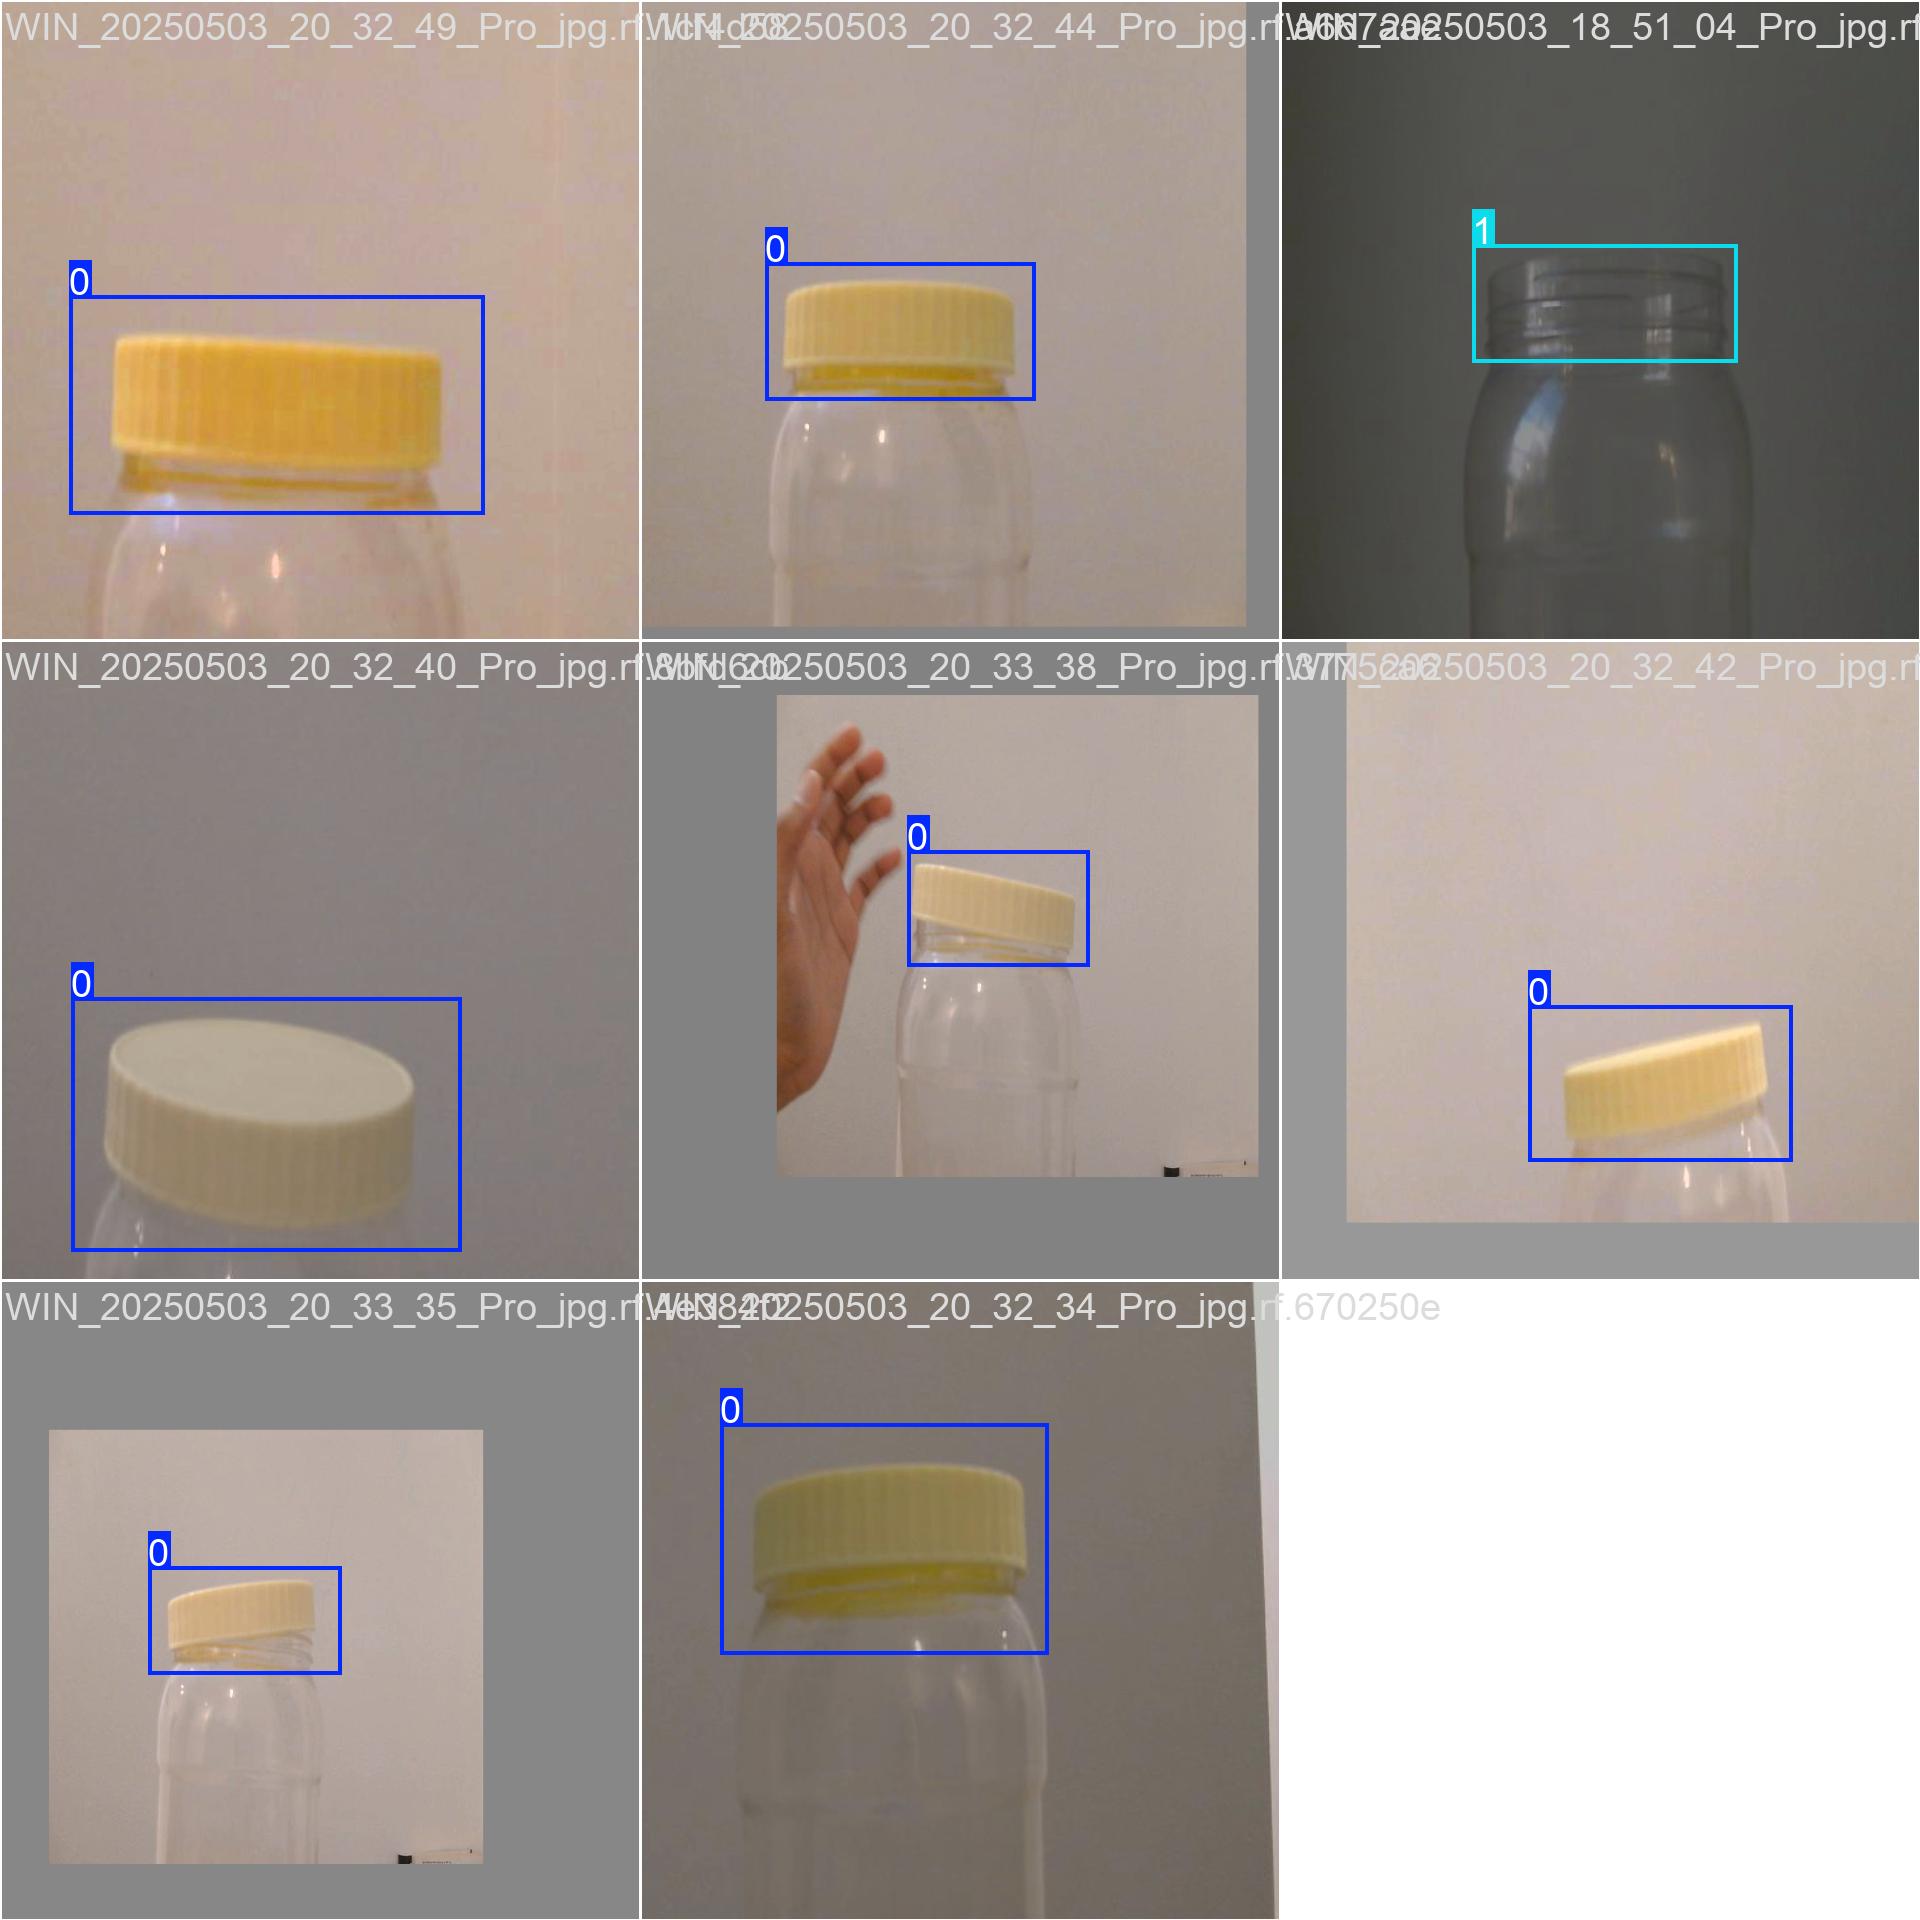 WIN_20250503_20_32_49_Pro_jpg.rf
WIN_20250503_20_32_44_Pro_jpg.rf
WIN_20250503_18_51_04_Pro_jpg.rf
0
0
1
WIN_20250503_20_32_40_Pro_jpg.rf
WIN_20250503_20_33_38_Pro_jpg.rf
WIN_20250503_20_32_42_Pro_jpg.rf
0
0
0
WIN_20250503_20_33_35_Pro_jpg.rf
WIN_20250503_20_32_34_Pro_jpg.rf.670250e
0
0